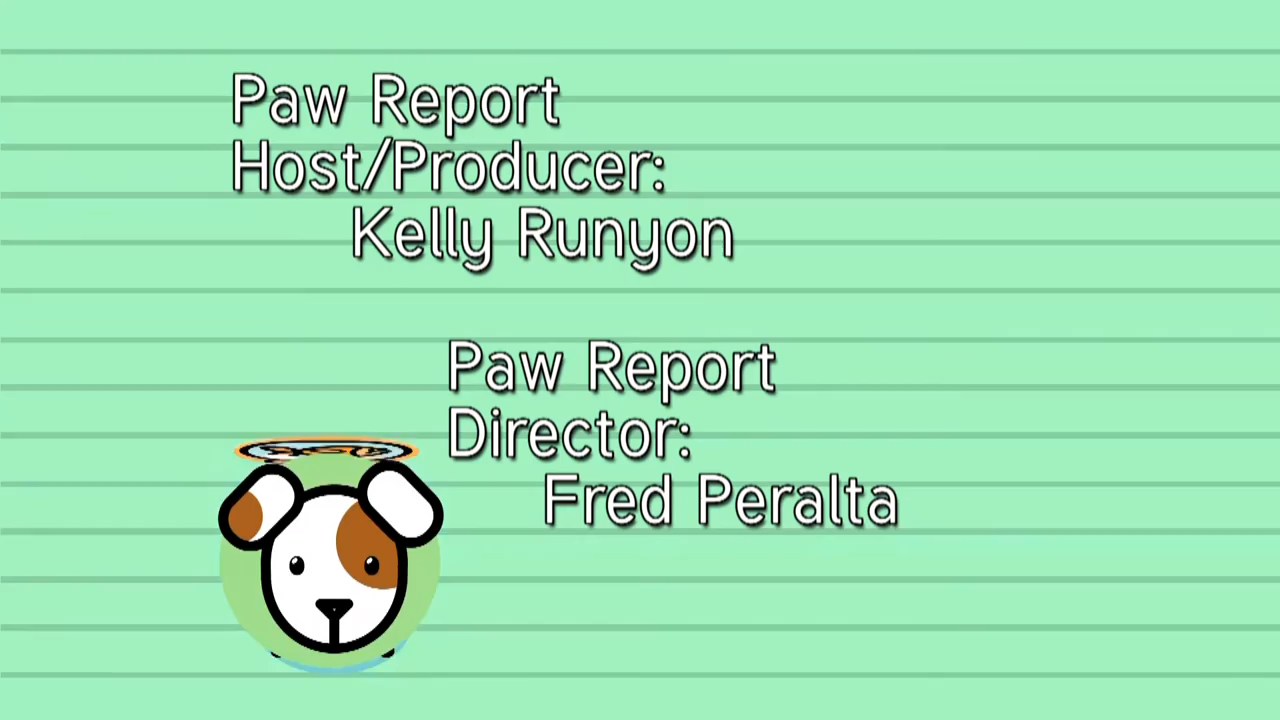 Paw Report
Host/Producer:
Kelly Runyon
Paw Report
Director:
Fred Peralta